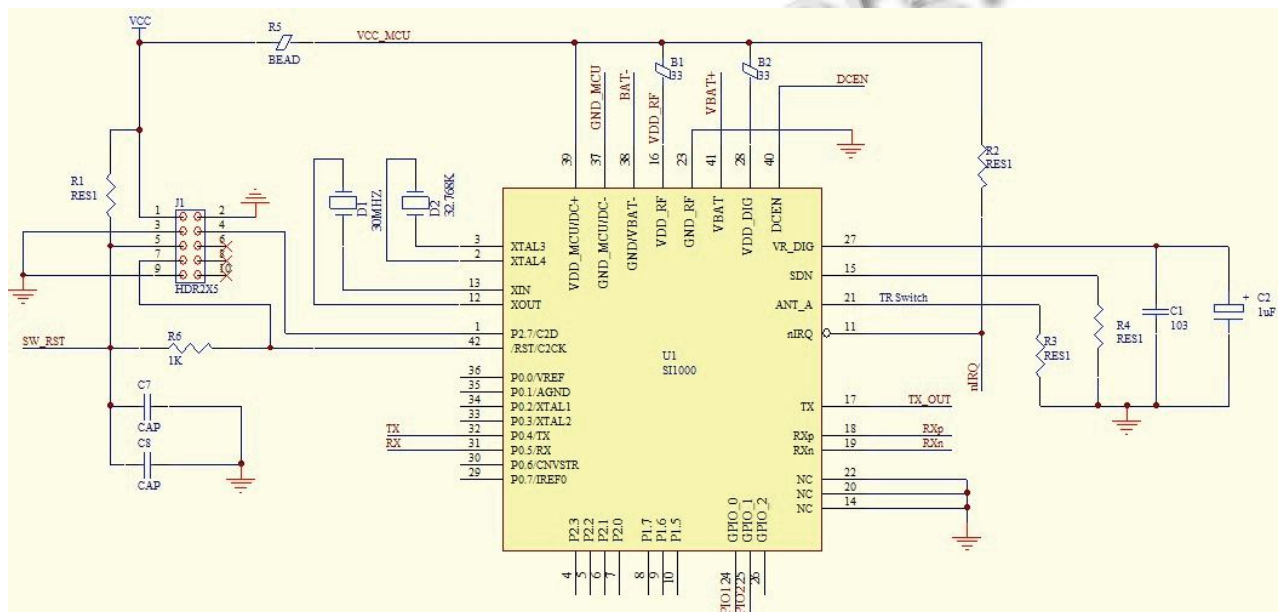 VCC
R5
BEAD
VCC_MCU
GND_MCU
BAT-
VDD_RF
B1
33
VBAT+
B2
33
DCEN
R1
RES1
R2
RES1
39
37
38
16
23
41
28
40
D1
30MHZ
D2
32.768K
J1
1 2
3 4
5 6
7 8
9 10
HDR2X5
VDD_MCU/DC+
GND_MCU/DC-
GND/VBAT-
VDD_RF
GND_RF
VBAT
VDD_DIG
DCEN
3 XTAL3
2 XTAL4
13 XIN
12 XOUT
1 P2.7/C2D
42 /RST/C2CK
36 P0.0/VREF
35 P0.1/AGND
34 P0.2/XTAL1
33 P0.3/XTAL2
TX 32 P0.4/TX
RX 31 P0.5/RX
30 P0.6/CNVSTR
29 P0.7/IREF0
SW_RST
R6
1K
C7
CAP
C8
CAP
U1
SI1000
VR_DIG 27
SDN 15
ANT_A 21 TR Switch
nIRQ 11
nIRQ
TX 17 TX_OUT
RXp 18 RXp
RXn 19 RXn
NC 22
NC 20
NC 14
R3
RES1
R4
RES1
C1
103
C2
+
1uF
P2.3
P2.2
P2.1
P2.0
P1.7
P1.6
P1.5
GPIO_0
GPIO_1
GPIO_2
4
5
6
7
8
9
10
24
25
26